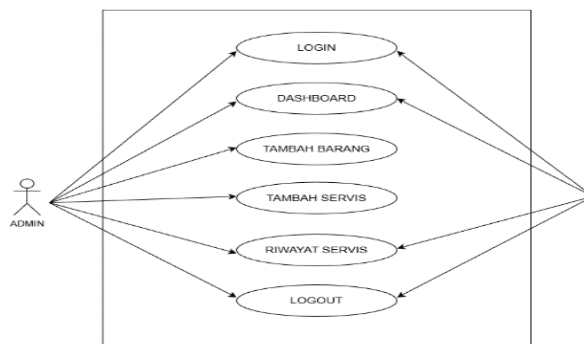 LOGIN
DASHBOARD
TAMBAH BARANG
TAMBAH SERVIS
ADMIN
RIWAYAT SERVIS
LOGOUT